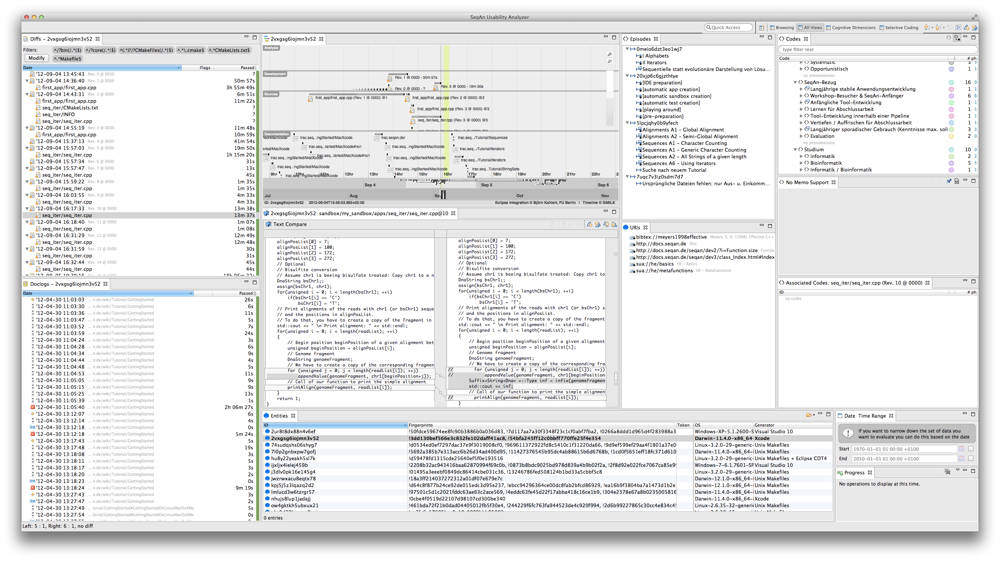 SeqAn Usability Analyzer
Quick Access
Browsing
All Views
Cognitive Dimensions
Selective Coding
Diffs - 2vxgsg6iojmn3v52
Filters:
^/?bin(/.*|$)
^/?core(/.*|$)
^(.*)?/?CMakeFiles(/.*|$)
^.*\.cmake$
^.*CMakeLists.txt$
Modify
^.*Makefile$
Date Flags Passed
'12-09-04 13:45:43 Rev. 0 @ 0000 ?
'12-09-04 14:36:40 Rev. 1 @ 0000 50m 57s
first_app/first_app.cpp 3h 55m 49s
'12-09-04 14:43:31 Rev. 2 @ 0000 6m 51s
first_app/first_app.cpp 11m 22s
seq_iter/CMakeLists.txt ?
seq_iter/INFO ?
seq_iter/seq_iter.cpp ?
'12-09-04 14:55:19 Rev. 3 @ 0000 11m 48s
first_app/first_app.cpp 10m 59s
'12-09-04 15:37:13 Rev. 4 @ 0000 41m 54s
'12-09-04 15:57:03 Rev. 5 @ 0000 19m 50s
seq_iter/seq_iter.cpp 1h 15m 20s
'12-09-04 15:57:34 Rev. 6 @ 0000 31s
'12-09-04 15:57:47 Rev. 7 @ 0000 13s
seq_iter/seq_iter.cpp 45s
'12-09-04 15:59:22 Rev. 8 @ 0000 1m 35s
seq_iter/seq_iter.cpp 1m 35s
'12-09-04 16:03:55 Rev. 9 @ 0000 4m 33s
seq_iter/seq_iter.cpp 4m 33s
'12-09-04 16:17:33 Rev. 10 @ 0000 13m 38s
seq_iter/seq_iter.cpp 13m 37s
'12-09-04 16:18:40 Rev. 11 @ 0000 1m 07s
seq_iter/seq_iter.cpp 1m 08s
'12-09-04 16:31:29 Rev. 12 @ 0000 12m 49s
seq_iter/seq_iter.cpp 12m 48s
'12-09-04 16:31:59 Rev. 13 @ 0000 30s
seq_iter/seq_iter.cpp 31s
'12-09-04 16:32:44 Rev. 14 @ 0000 45s
seq_iter/seq_iter.cpp 44s
Doclogs - 2vxgsg6iojmn3v52
Date Passed
'12-04-30 11:03:03 ... n.de/wiki/Tutorial/GettingStarted 26s
'12-04-30 11:03:30 ... n.de/wiki/Tutorial/GettingStarted 6s
'12-04-30 11:03:36 ... n.de/wiki/Tutorial/GettingStarted 11s
'12-04-30 11:03:47 ... n.de/wiki/Tutorial/GettingStarted 5s
'12-04-30 11:03:52 ... n.de/wiki/Tutorial/GettingStarted 7s
'12-04-30 11:03:59 ... n.de/wiki/Tutorial/GettingStarted 24s
'12-04-30 11:04:24 ... n.de/wiki/Tutorial/GettingStarted 3s
'12-04-30 11:04:28 ... n.de/wiki/Tutorial/GettingStarted 6s
'12-04-30 11:04:34 ... n.de/wiki/Tutorial/GettingStarted 9s
'12-04-30 11:04:44 ... n.de/wiki/Tutorial/GettingStarted 4s
'12-04-30 11:04:48 ... n.de/wiki/Tutorial/GettingStarted 5s
'12-04-30 11:04:53 ... n.de/wiki/Tutorial/GettingStarted 11s
'12-04-30 11:05:05 ... n.de/wiki/Tutorial/GettingStarted 9s
'12-04-30 11:05:15 ... n.de/wiki/Tutorial/GettingStarted 9s
'12-04-30 11:05:25 ... n.de/wiki/Tutorial/GettingStarted 13s
'12-04-30 11:05:39 ... n.de/wiki/Tutorial/GettingStarted 1s
'12-04-30 11:05:40 ... n.de/wiki/Tutorial/GettingStarted 2h 06m 27s
'12-04-30 13:12:07 ... n.de/wiki/Tutorial/GettingStarted 6s
'12-04-30 13:12:14 ... n.de/wiki/Tutorial/GettingStarted 4s
link '12-04-30 13:12:18 ... n.de/wiki/Tutorial/GettingStarted 0s
'12-04-30 13:12:18 ... n.de/wiki/Tutorial/GettingStarted 5m 24s
'12-04-30 13:17:43 ... n.de/wiki/Tutorial/GettingStarted 5s
'12-04-30 13:17:48 ... n.de/wiki/Tutorial/GettingStarted 19s
'12-04-30 13:18:08 ... n.de/wiki/Tutorial/GettingStarted 3s
'12-04-30 13:18:11 ... n.de/wiki/Tutorial/GettingStarted 5s
'12-04-30 13:18:17 ... n.de/wiki/Tutorial/GettingStarted 3s
'12-04-30 13:18:20 ... n.de/wiki/Tutorial/GettingStarted 2s
link '12-04-30 13:18:23 ... n.de/wiki/Tutorial/GettingStarted 0s
'12-04-30 13:18:24 ... n.de/wiki/Tutorial/GettingStarted 9m 19s
'12-04-30 13:27:43 ... n.de/wiki/Tutorial/GettingStarted 3s
link '12-04-30 13:27:47 ... n.de/wiki/Tutorial/GettingStarted 2s
'12-04-30 13:27:49 ... torial/GettingStarted#GettingStartedOnLinuxMacOsXMa 5s
'12-04-30 13:27:54 ... torial/GettingStarted#GettingStartedOnLinuxMacOsXMa 0s
Left: 5 : 1, Right: 6 : 1, no diff
2vxgsg6iojmn3v52
Analysis
Development
Rev. 1 @ 0000 - 50m 57s
Rev. 5 @ 0000 - 19m 50s
Rev. 0 @ 0000 - ?
Sources
first_app/first_app.cpp (Rev. 1 @ 0000) @1
first_app/first_app.cpp (Rev. 2 @ 0000) @2
first_app/first_app.cpp (Rev. 3 @ 0000) @3
seq_iter/seq_iter.cpp (Rev. 5 @ 0000) @5
Documentation
ted/MacXcode
trac.seq...ingStarted/MacXcode
trac.seqan.de/
trac.seq.../Tutorial/Sequences
arted/MacXcode
trac.seq...tarted/MacXcode#no1
trac.seq...ingStarted/MacXcode
trac.seq.../Tutorial/Iterators
trac.seq...ingStarted/MacXcode
trac.seq...tarted/MacXcode#no1
trac.seq...ingStarted/MacXcode
trac.seq.../Tutorial/Iterators
trac.seq...ingStarted/MacXcode
trac.seq...ingStarted/MacXcode
trac.seq...Tutorial/StringSets
trac.seq...ingStarted/MacXcode
9hr 10hr 11hr 12hr 13hr 14hr 15hr 16hr 17hr 18hr 19hr 20hr 21hr 22hr 2
Sep 4 Sep 5 Sep 6
Jul Aug Se Oct Nov
ID: 2vxgsg6iojmn3v52 2012-09-04T15:56:03.865+02:00 Eclipse Integration © Björn Kahlert, FU Berlin | Timeline © SIMILE
2vxgsg6iojmn3v52: sandbox/my_sandbox/apps/seq_iter/seq_iter.cpp@10
Text Compare
alignPosList[0] = 7;
alignPosList[1] = 100;
alignPosList[2] = 172;
alignPosList[3] = 272;
// Optional
// Bisulfite conversion
// Assume chr1 is beeing bisulfate treated: Copy chr1 to a n
DnaString bsChr1;;
assign(bsChr1, chr1);
for(unsigned i = 0; i < length(bsChr1); ++i)
if(bsChr1[i] == 'C')
bsChr1[i] = 'T';
// Print alignments of the reads with chr1 (or bsChr1) seque
// and the positions in alignPosList.
// To do that, you have to create a copy of the fragment in
std::cout << " \n Print alignment: " << std::endl;
for(unsigned i = 0; i < length(readList); ++i)
{
// Begin position beginPosition of a given alignment bet
unsigned beginPosition = alignPosList[i];
// Genome fragment
DnaString genomeFragment;
// We have to create a copy of the corresponding fragmen
for (unsigned j = 0; j < length(readList[i]); ++j)
appendValue(genomeFragment, chr1[beginPosition+j]);
// Call of our function to print the simple alignment
printAlign(genomeFragment, readList[i]);
}
return 1;
}
alignPosList[0] = 7;
alignPosList[1] = 100;
alignPosList[2] = 172;
alignPosList[3] = 272;
// Optional
// Bisulfite conversion
// Assume chr1 is beeing bisulfate treated: Copy chr1 to
DnaString bsChr1;;
assign(bsChr1, chr1);
for(unsigned i = 0; i < length(bsChr1); ++i)
if(bsChr1[i] == 'C')
bsChr1[i] = 'T';
// Print alignments of the reads with chr1 (or bsChr1) s
// and the positions in alignPosList.
// To do that, you have to create a copy of the fragment
std::cout << " \n Print alignment: " << std::endl;
for(unsigned i = 0; i < length(readList); ++i)
{
// Begin position beginPosition of a given alignment
unsigned beginPosition = alignPosList[i];
// Genome fragment
DnaString genomeFragment;
// We have to create a copy of the corresponding fra
// for (unsigned j = 0; j < length(readList[i]); ++j)
// appendValue(genomeFragment, chr1[beginPosition
Suffix<String<Dna> >::Type inf = infix(genomeFragmen
std::cout << inf;
// Call of our function to print the simple alignmen
// printAlign(genomeFragment, readList[i]);
}
Episodes
0meio6dzt3eo1wj7
I Alphabets
II Iterators
Sequentielle statt evolutionäre Darstellung von Lösu...
20xjp6c6gjzthtye
[IDE preparation]
[automatic app creation]
[automatic sandbox creation]
[automatic test creation]
[playing around]
[pre-preparation]
5lpcjqhy0b9yfech
Alignments A1 - Global Alignment
Alignments A2 - Semi-Global Alignment
Sequences A1 - Character Counting
Sequences A1 - Generic Character Counting
Sequences A2 - All Strings of a given length
Sequences A6 - Using Iterators
Suche nach neuem Tutorial
7uqc7v3iz0sdm7d7
Ursprüngliche Dateien fehlen; nur Aus- u. Einkomm...
URIs
bibtex://meyers1998effective Meyers, S. D. (1998). Effective C++
http://docs.seqan.de Dox
http://docs.seqan.de/seqan/dev2/?i=Function.size Functio
http://docs.seqan.de/seqan/dev3/class_Index.html#Index
sua://he/basics HE - Basics
sua://he/metafunctions HE - Metafunctions
Codes
type filter text
Code # ph
Systematic 3 3
Opportunistisch 1 1
no phenomenons
SeqAn-Bezug 16 0
Langjährige stabile Anwendungsentwicklung 1 1
Workshop-Besucher & SeqAn-Anfänger 6 6
Anfängliche Tool-Entwicklung 1 1
Lernen für Abschlussarbeit 1 1
Tool-Entwicklung innerhalb einer Pipeline 1 1
Vertiefen / Auffrischen für Abschlussarbeit 1 1
Langjähriger sporadischer Gebrauch (Kenntnisse max. soli 3 3
Evaluation 2 0
no phenomenons
Studium 10 0
Informatik 2 2
Bioinformatik 5 5
Informatik / Bioinformatik 1 1
No Memo Support
Associated Codes: seq_iter/seq_iter.cpp (Rev. 10 @ 0000)
ID # ph
no codes
Entities
ID Fingerprints Token OS Generator
2ur8t8dx88n4v6ef !50fdce59674ee8fc90b3886b0a036d83, !7d117aa7a30f3348f23c1cf0abf7fba2, !0266a8ddd1d965d4f283988a3 Windows-XP-5.1.2600-S Visual Studio 10
2vxgsg6iojmn3v52 !3dd130bef566e3c832fe102daff41ac8, !54bfa245ff12c0bbff770ffe25f4e354 Darwin-11.4.0-x86_64- Xcode
74sudqshs06shyg7 !d0534ed0ef7297dac37e9f3019008cf0, !969611372922fd8c5410c1f31220da66, !9d9ef599ef29aa4f1801a37e0 Linux-3.2.0-29-generic- Unix Makefiles
7i0p2gnbxpw7gofj !5692a385b7e313acc6b26d34ad400d95, !11427376545b95dc4ab88615b6d6768b, !1cd0f5651eff18fc371d610 Darwin-11.4.0-x86_64-i Unix Makefiles
hu8y22yeakh5sl7k !d59478fd1315cde25640ef5f0e193516 Linux-3.2.0-29-generic- Unix Makefiles + Eclipse CDT4
ijxljx4ielej459b !2208b32ac943416baa62870994f69c0b, !0873b8bdc9025bd978d839a4b9b02f2a, !2f8d92e022fce7067ca85e9 Windows-7-6.1.7601-SP Visual Studio 10
j3dlv0pk16e145g4 !01495a3eeebf0849dc86414cbe031c36, !13246786fed508124b1bd33a5cbbf5c8 Linux-3.2.0-29-generic- Unix Makefiles
jwzrwxacu8eqtx78 !18a3ff214037272312a01df07e679e7c Darwin-12.1.0-x86_64-i Unix Makefiles
kpj5j5z3lqazq2d2 !d64c8f877b24ce92de015edc3d95e237, !ebcc94296364ce00dc8fab2bfcd86929, !ea16b9f3804ba7a1473d1b2e Darwin-12.1.0-x86_64-i Unix Makefiles
lmlucd3w6tzrgr57 !97501c5d1c2021fddc63ae63c2ace569, !4eddc63fe45d22f17abba418c16ce1b9, !304e2378e67a8b0235005816 Darwin-11.4.0-x86_64-i Unix Makefiles
nhujs8lup1jadajj !0cbe4f0519d22107d98107cd300be340 Darwin-11.4.0-x86_64-i Xcode
ow4gktkh5ubxux21 !461bda72f21b0dad04405012fb5f30e4, !244229f6fc763fa944523de4c920f994, !2d6b99227865c30cc4e834c4 Linux-2.6.35-32-generi Unix Makefiles
0 entries
Date Time Range
If you want to narrow down the set of data you
want to evaluate you can do this based on the date
Start 1970-01-01 01:00:00 +0100
End 2050-01-01 01:00:00 +0100
Progress
No operations to display at this time.